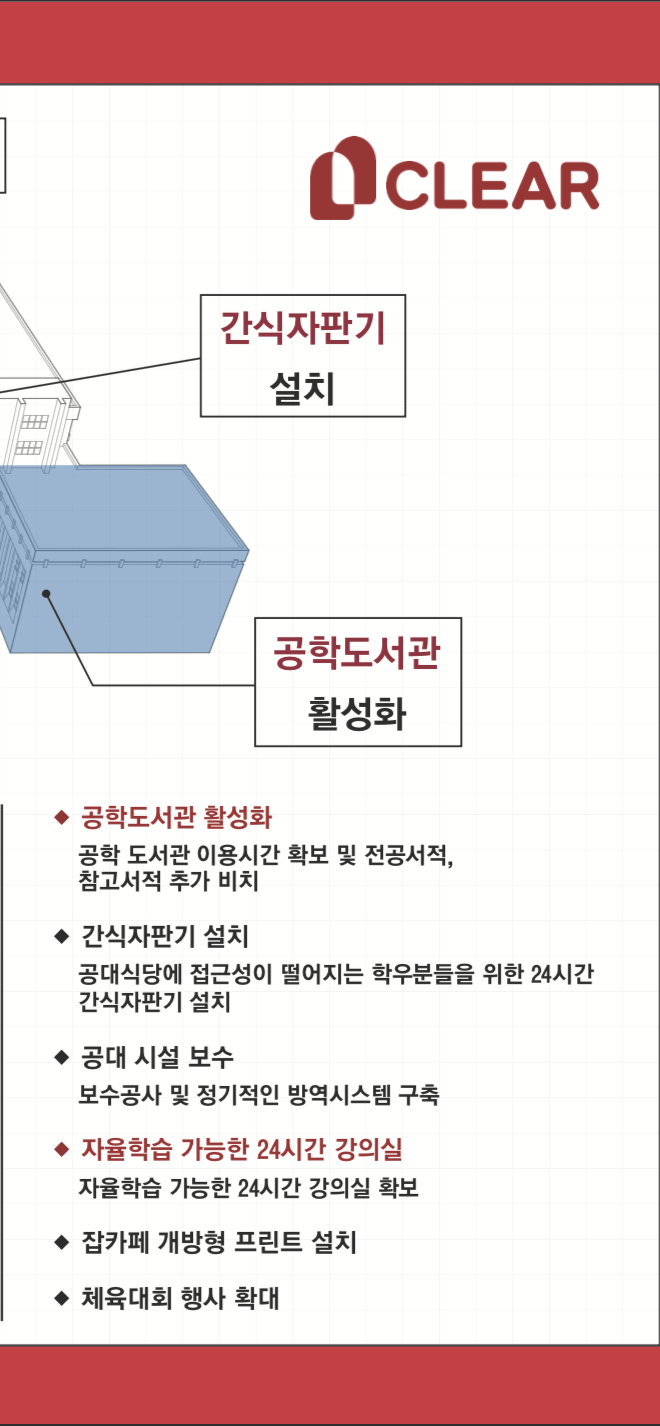 CLEAR
간식자판기
설치
공학도서관
활성화
◆ 공학도서관 활성화
공학 도서관 이용시간 확보 및 전공서적,
참고서적 추가 비치
◆ 간식자판기 설치
공대식당에 접근성이 떨어지는 학우분들을 위한 24시간
간식자판기 설치
◆ 공대 시설 보수
보수공사 및 정기적인 방역시스템 구축
◆ 자율학습 가능한 24시간 강의실
자율학습 가능한 24시간 강의실 확보
◆ 잡카페 개방형 프린트 설치
◆ 체육대회 행사 확대